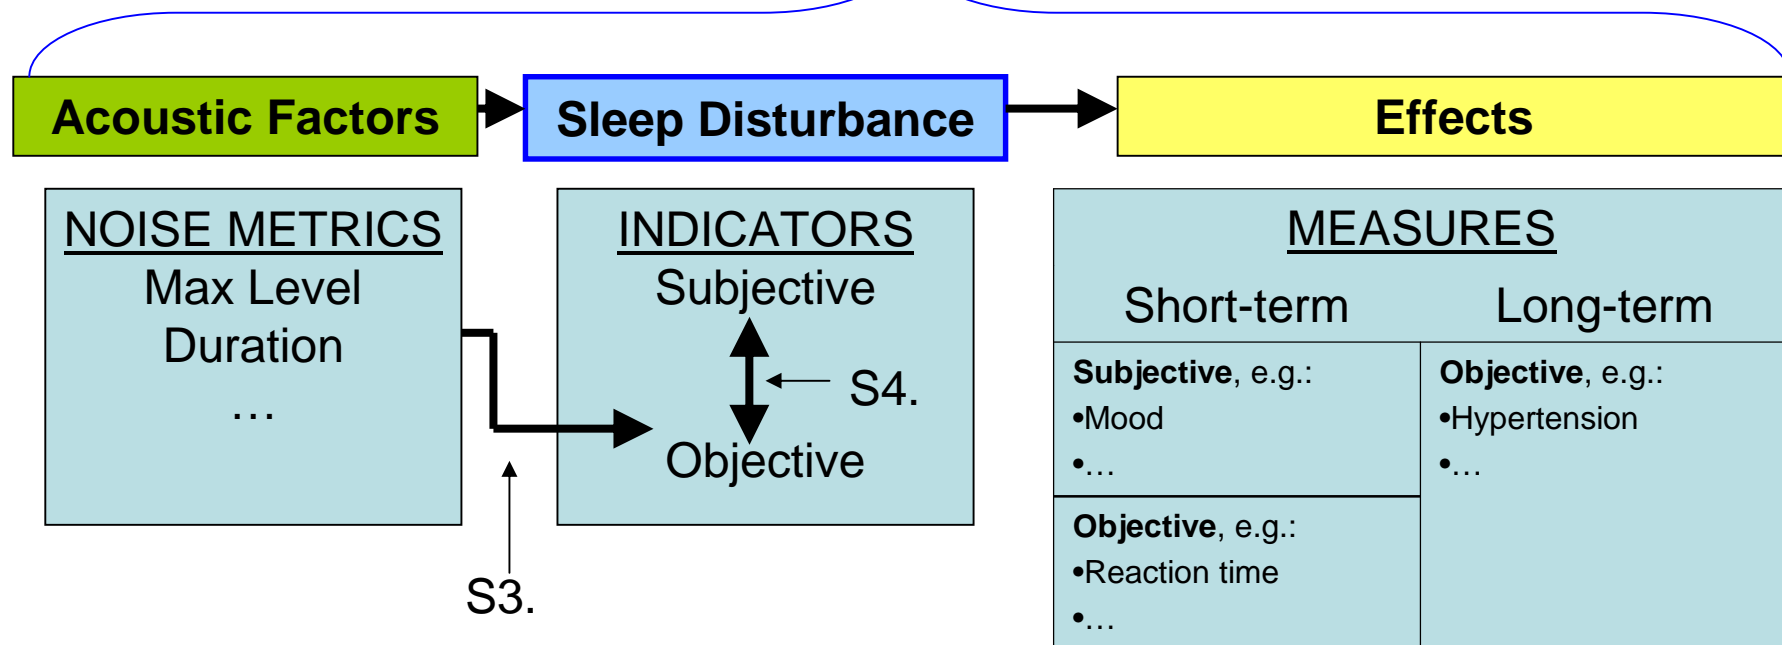 Acoustic Factors
Sleep Disturbance
Effects
NOISE METRICS
Max Level
Duration
…
S3.
INDICATORS
Subjective
S4.
Objective
MEASURES
Short-term
Long-term
Subjective, e.g.:
•Mood
•…
Objective, e.g.:
•Reaction time
•…
Objective, e.g.:
•Hypertension
•…